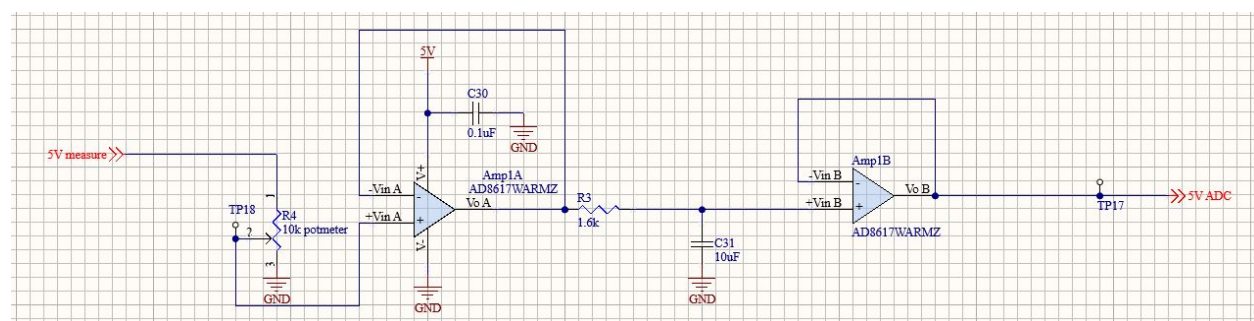 5V
C30
0.1uF
GND
5V measure
V+
Amp1A
AD8617WARMZ
-Vin A
Vo A
+Vin A
V-
GND
1
R4
10k potmeter
TP18
2
3
GND
R3
1.6k
C31
10uF
GND
Amp1B
-Vin B
Vo B
+Vin B
AD8617WARMZ
TP17
5V ADC